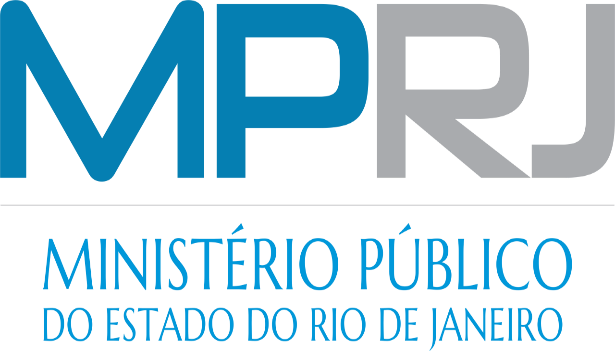 MPRJ
MINISTÉRIO PÚBLICO
DO ESTADO DO RIO DE JANEIRO